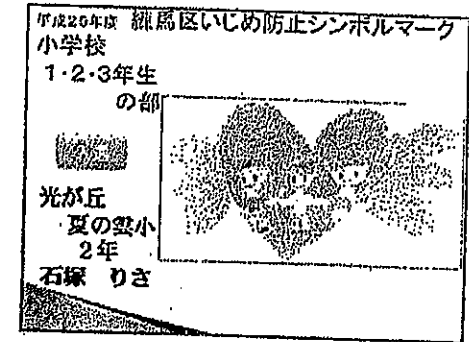 平成26年度 練馬区いじめ防止シンボルマーク
小学校
1・2・3年生
の部
光が丘
夏の雲小
2年
石塚 りさ